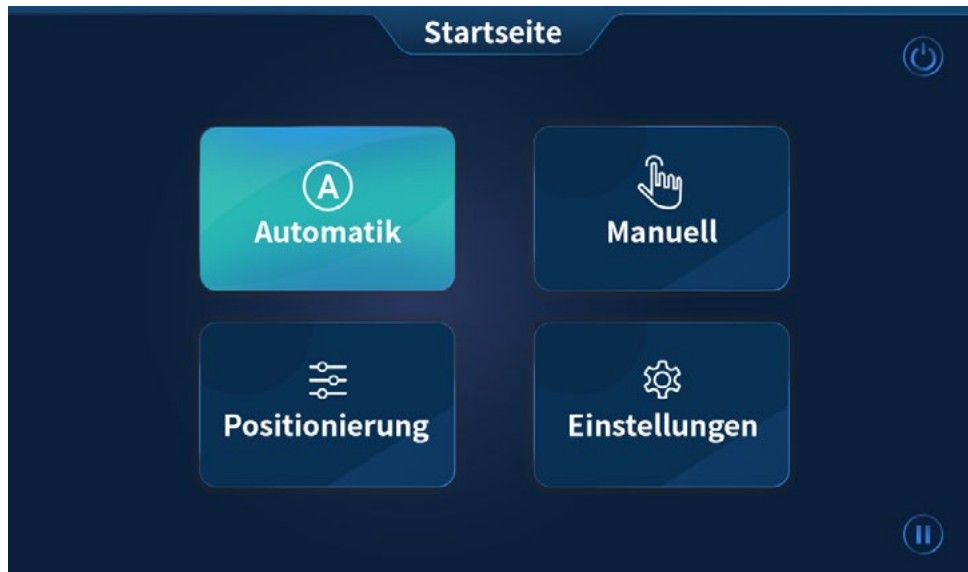 Startseite
A
Automatik
Manuell
Positionierung
Einstellungen